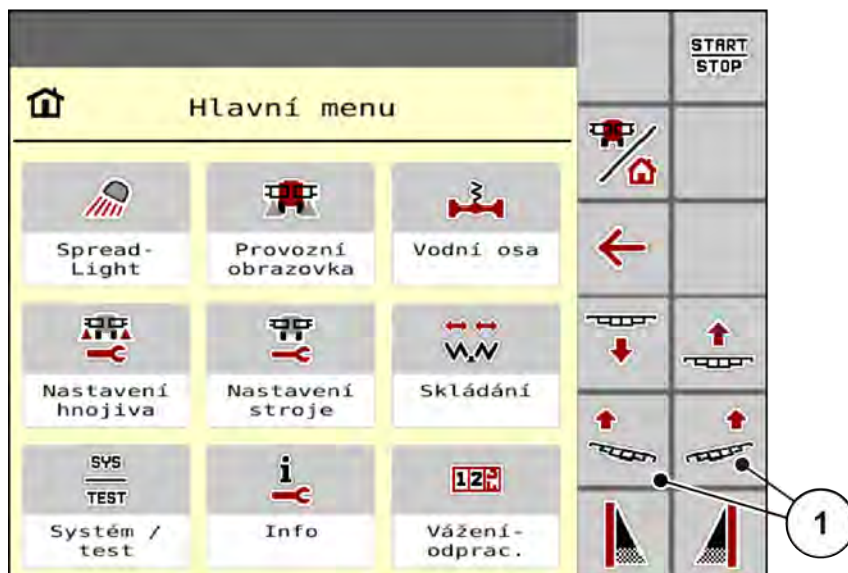 START
STOP
Hlavní menu
Spread-
Light
Provozní
obrazovka
Vodní osa
Nastavení
hnojiva
Nastavení
stroje
Skládání
SYS
TEST
i
12
Systém /
test
Info
Vážení-
odprac.
1